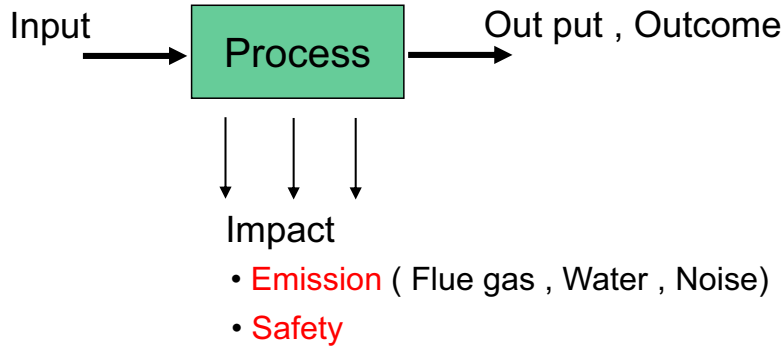 Input
Process
Out put , Outcome
Impact
• Emission ( Flue gas , Water , Noise)
• Safety